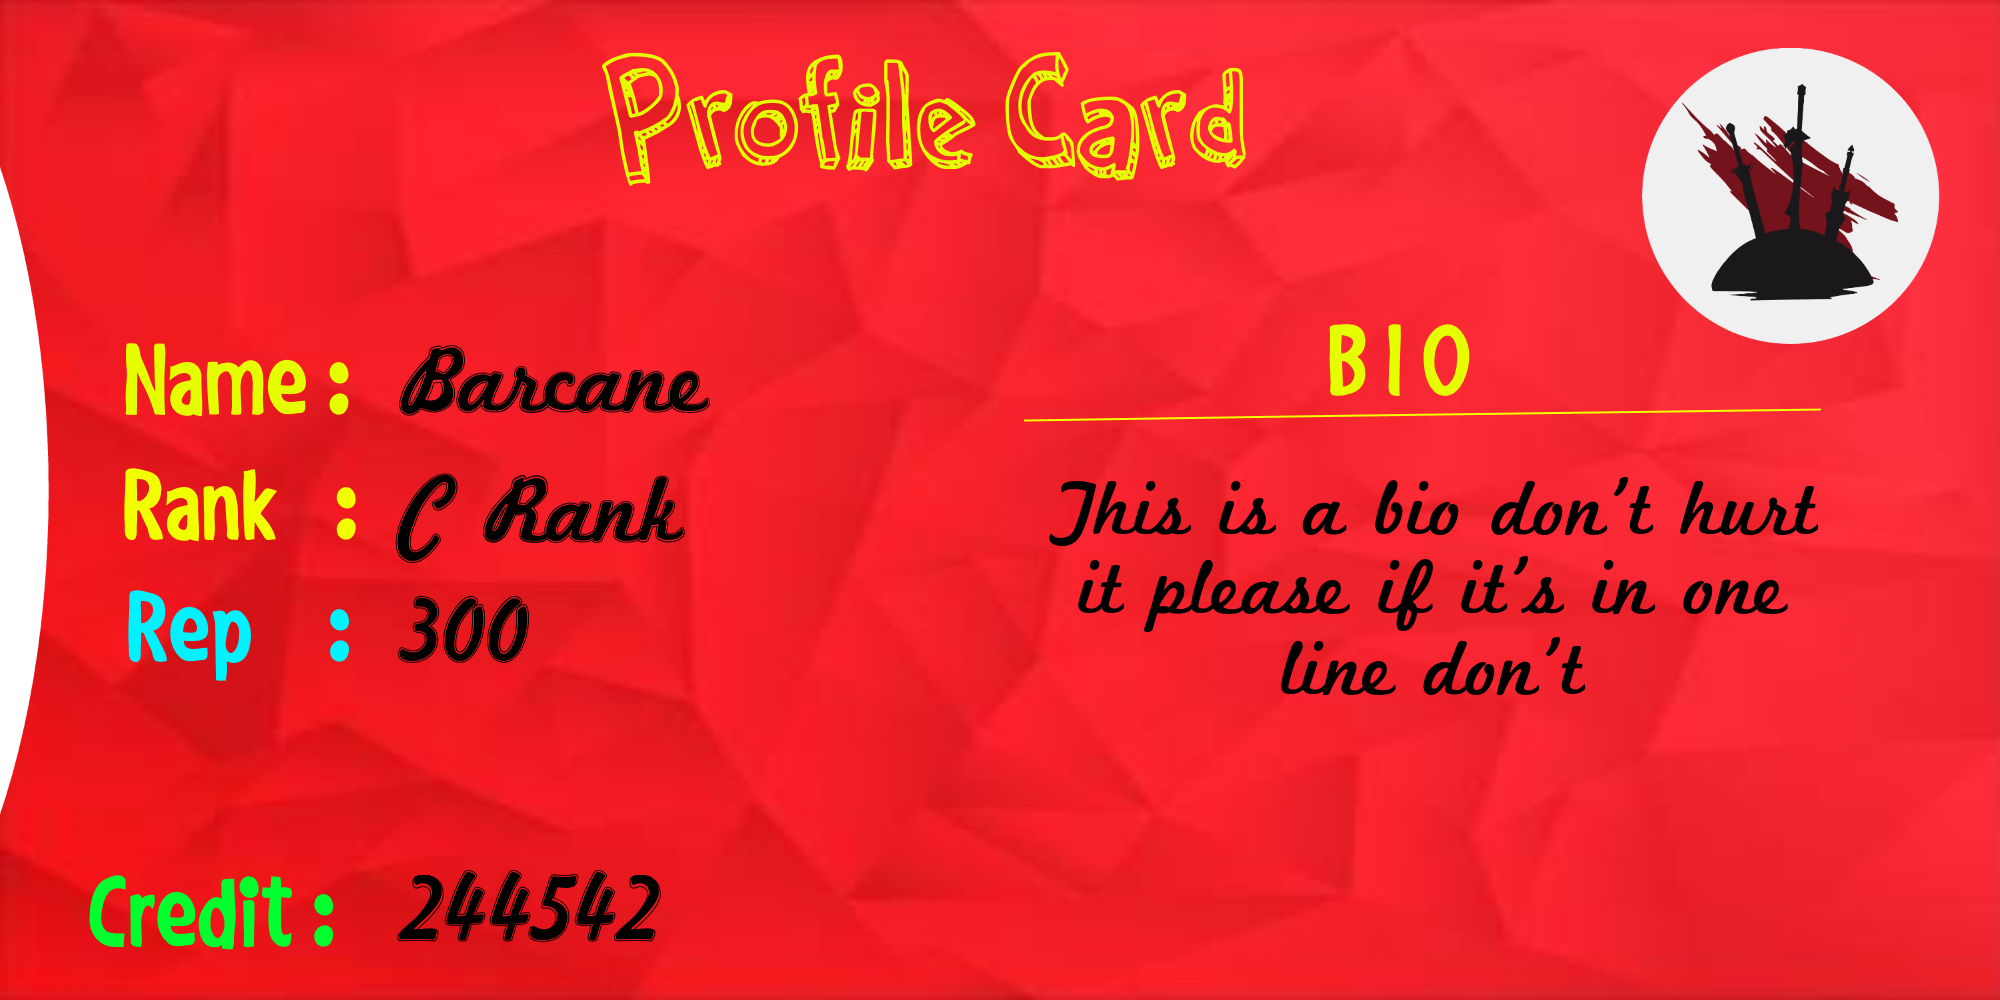 Profile Card
Name : Barcane
Rank : C Rank
Rep : 300
Credit : 244542
BIO
This is a bio don't hurt
it please if it's in one
line don't